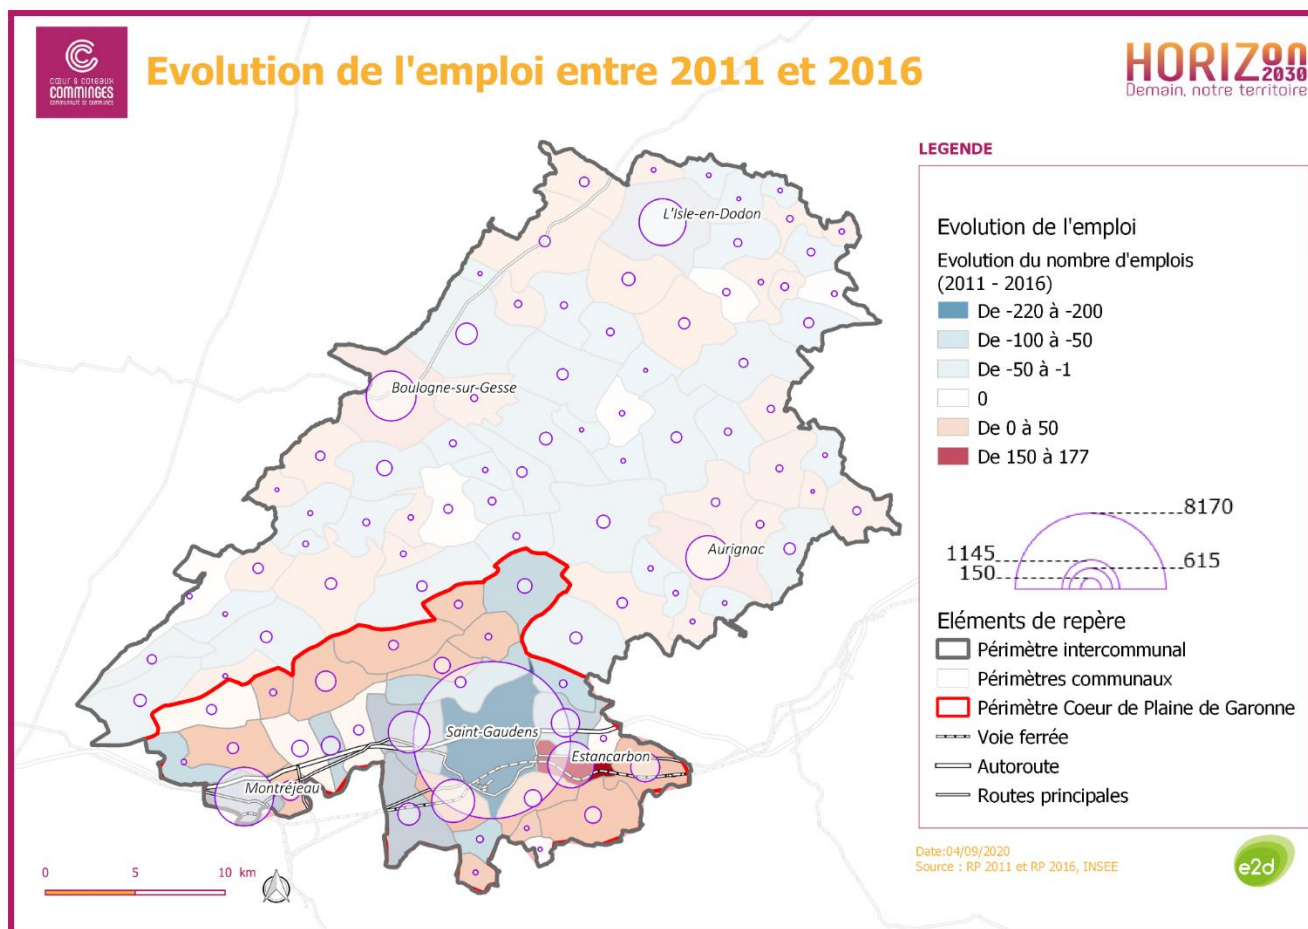 Evolution de l'emploi entre 2011 et 2016
CŒUR & COTEAUX
COMMINGES
COMMUNAUTÉ DE COMMUNES
HORIZON
2030
Demain, notre territoire
L'Isle-en-Dodon
Boulogne-sur-Gesse
Aurignac
Saint-Gaudens
Estancarbon
Montréjeau
0 5 10 km
LEGENDE
Evolution de l'emploi
Evolution du nombre d'emplois
(2011 - 2016)
De -220 à -200
De -100 à -50
De -50 à -1
0
De 0 à 50
De 150 à 177
8170
1145
615
150
Eléments de repère
Périmètre intercommunal
Périmètres communaux
Périmètre Coeur de Plaine de Garonne
Voie ferrée
Autoroute
Routes principales
Date:04/09/2020
Source : RP 2011 et RP 2016, INSEE
e2d